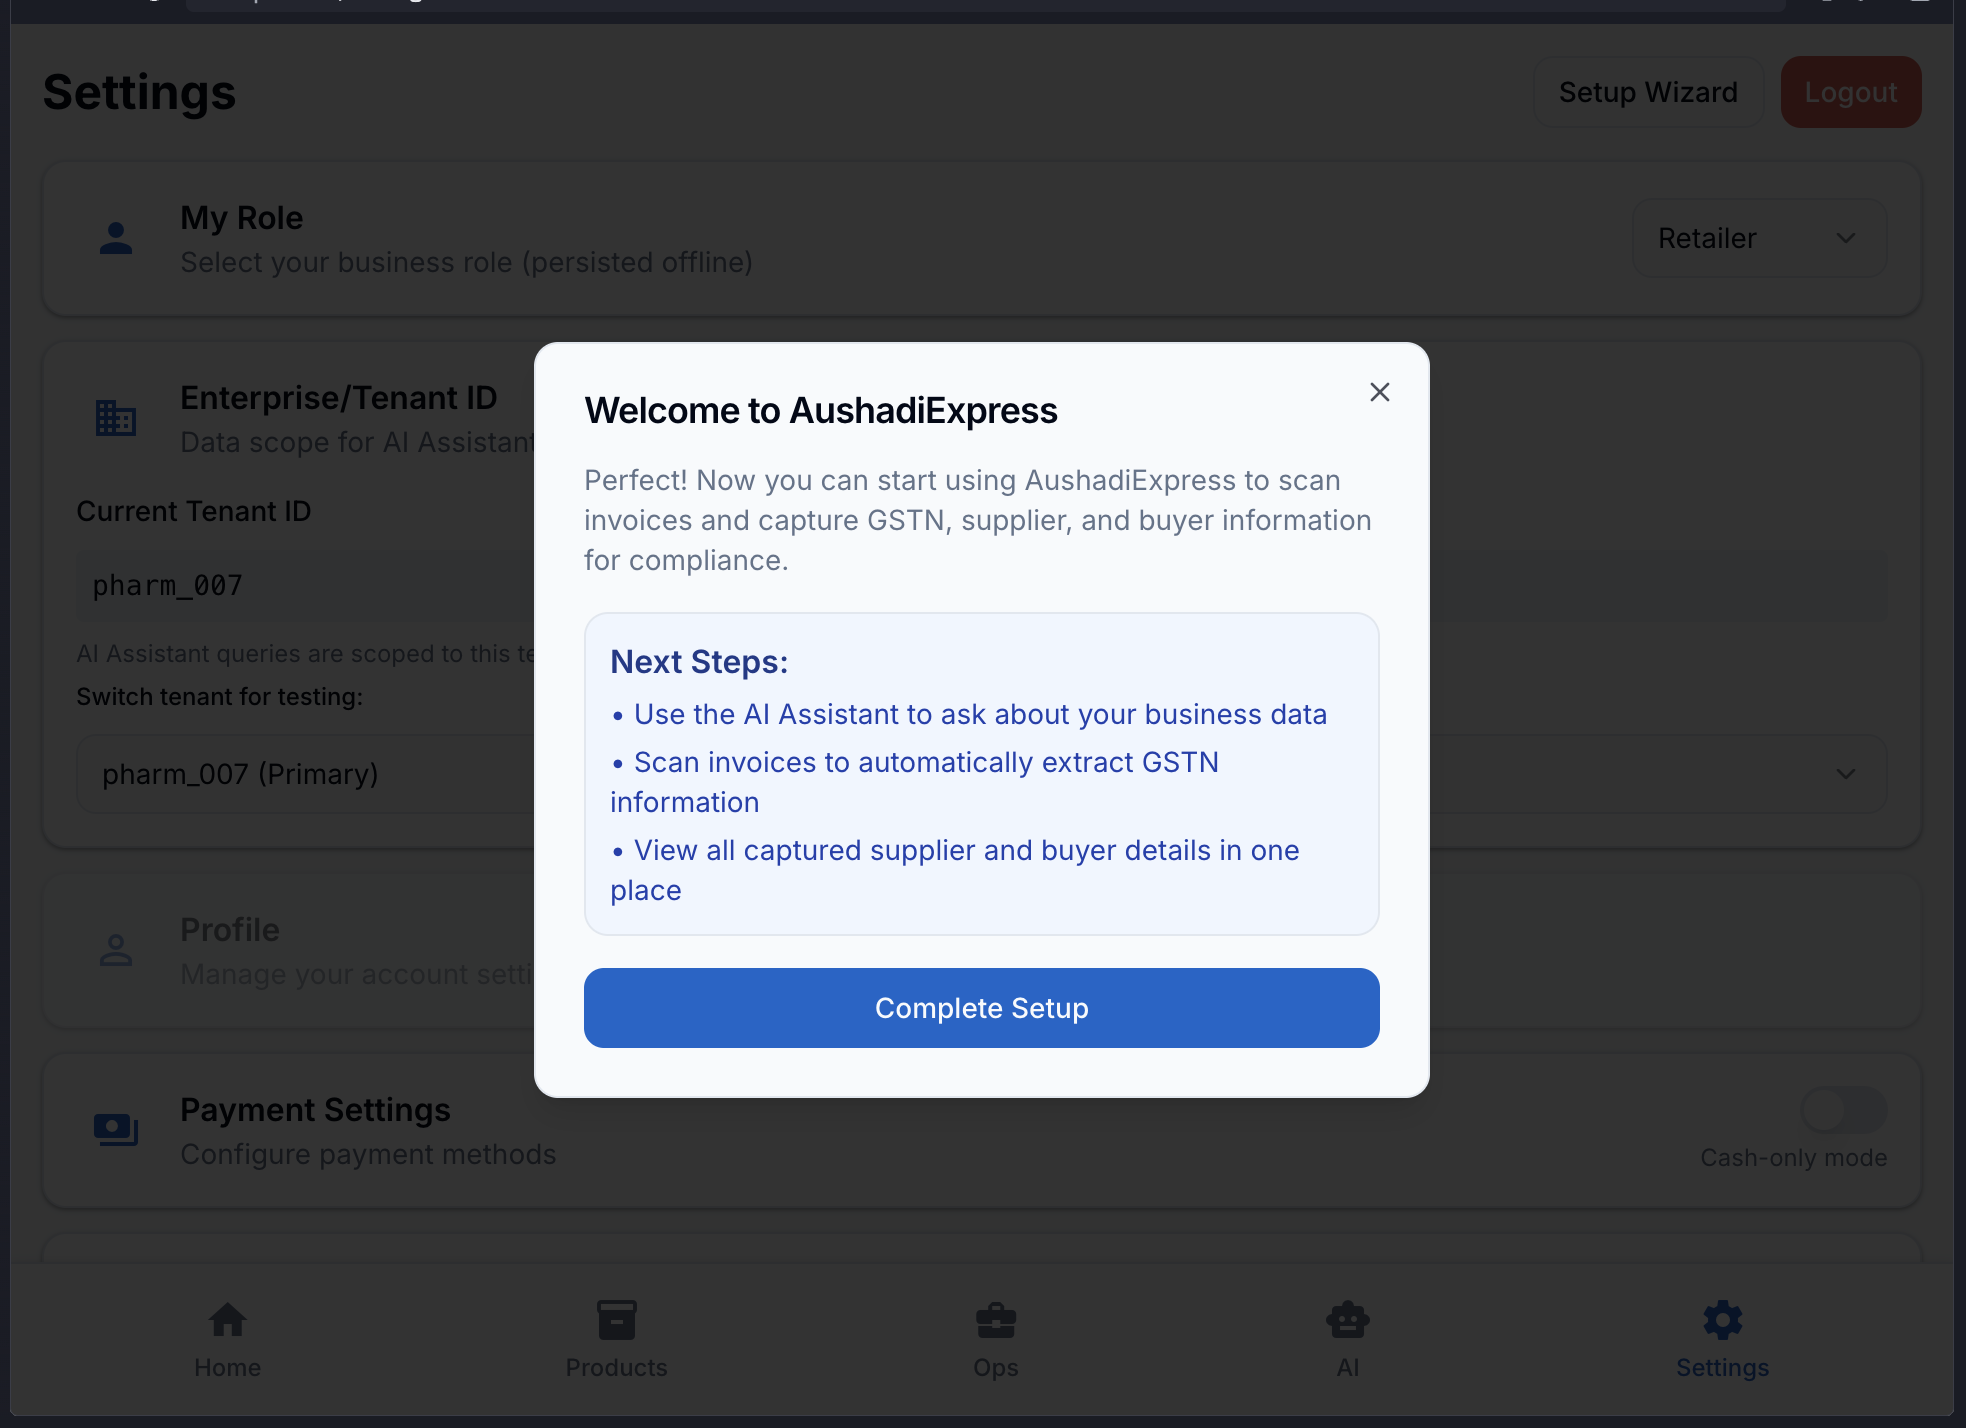 Settings
Setup Wizard
Logout
My Role
Select your business role (persisted offline)
Retailer
Enterprise/Tenant ID
Data scope for AI Assistant
Current Tenant ID
pharm_007
AI Assistant queries are scoped to this
Switch tenant for testing:
pharm_007 (Primary)
Welcome to AushadiExpress
Perfect! Now you can start using AushadiExpress to scan
invoices and capture GSTN, supplier, and buyer information
for compliance.
Next Steps:
• Use the AI Assistant to ask about your business data
• Scan invoices to automatically extract GSTN
information
• View all captured supplier and buyer details in one
place
Complete Setup
Profile
Manage your account
Payment Settings
Configure payment methods
Cash-only mode
Home
Products
Ops
AI
Settings